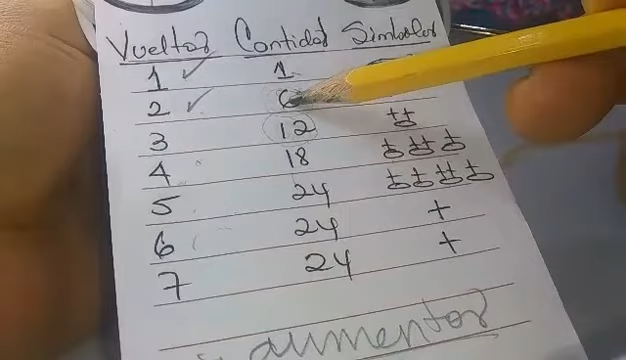 Vueltas Cantidad Simbolos
1 ✓ 1
2 ✓ 6
3 12
4 18
5 24
6 24 +
7 24 +
aumentos